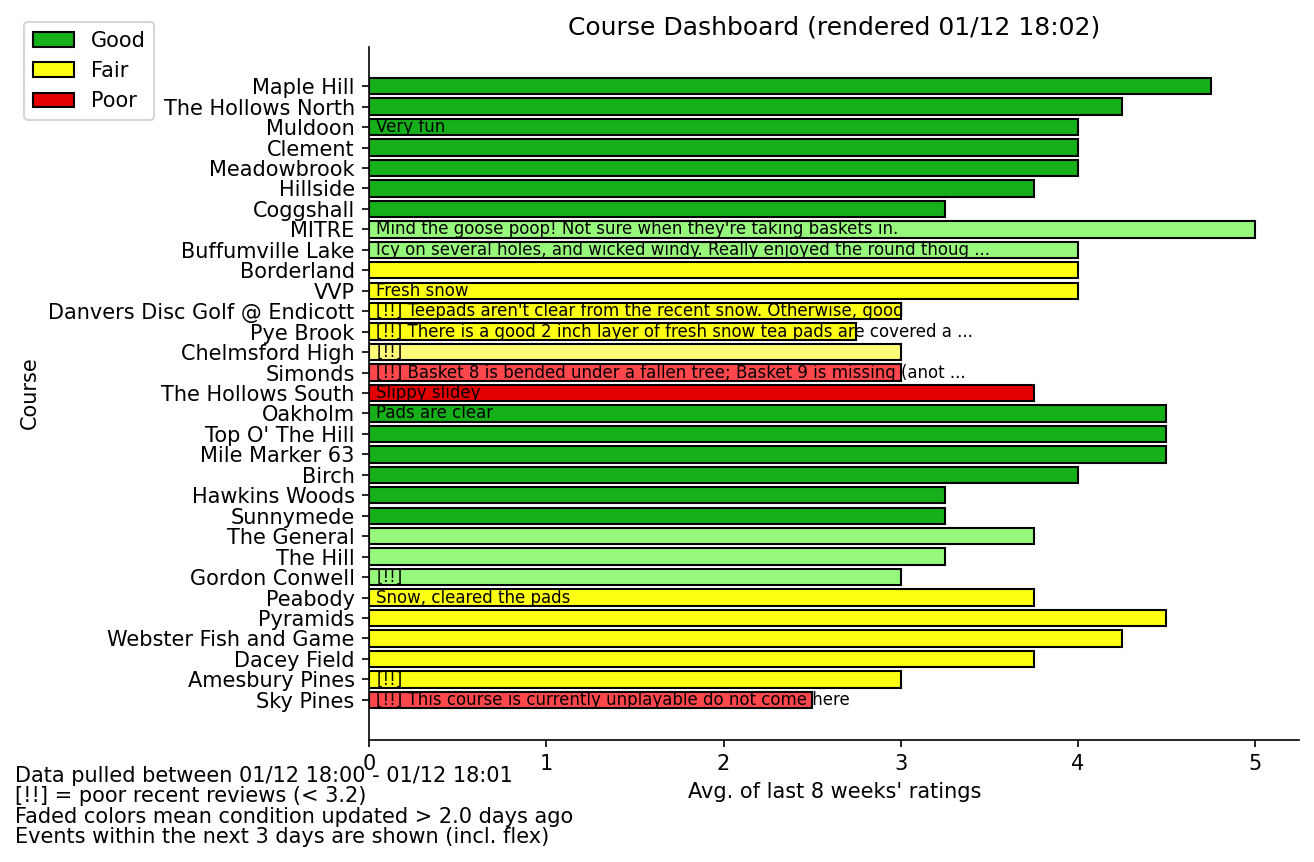 Course Dashboard (rendered 01/12 18:02)
Good
Fair
Poor
Course
Maple Hill
The Hollows North
Muldoon Very fun
Clement
Meadowbrook
Hillside
Coggshall
MITRE Mind the goose poop! Not sure when they're taking baskets in.
Buffumville Lake Icy on several holes, and wicked windy. Really enjoyed the round thoug ...
Borderland
VVP Fresh snow
Danvers Disc Golf @ Endicott [!!] Teepads aren't clear from the recent snow. Otherwise, good
Pye Brook [!!] There is a good 2 inch layer of fresh snow tea pads are covered a ...
Chelmsford High [!!]
Simonds [!!] Basket 8 is bended under a fallen tree; Basket 9 is missing (anot ...
The Hollows South Slippy slidey
Oakholm Pads are clear
Top O' The Hill
Mile Marker 63
Birch
Hawkins Woods
Sunnymede
The General
The Hill
Gordon Conwell [!!]
Peabody Snow, cleared the pads
Pyramids
Webster Fish and Game
Dacey Field
Amesbury Pines [!!]
Sky Pines [!!] This course is currently unplayable do not come here
0 1 2 3 4 5
Avg. of last 8 weeks' ratings
Data pulled between 01/12 18:00 - 01/12 18:01
[!!] = poor recent reviews (< 3.2)
Faded colors mean condition updated > 2.0 days ago
Events within the next 3 days are shown (incl. flex)